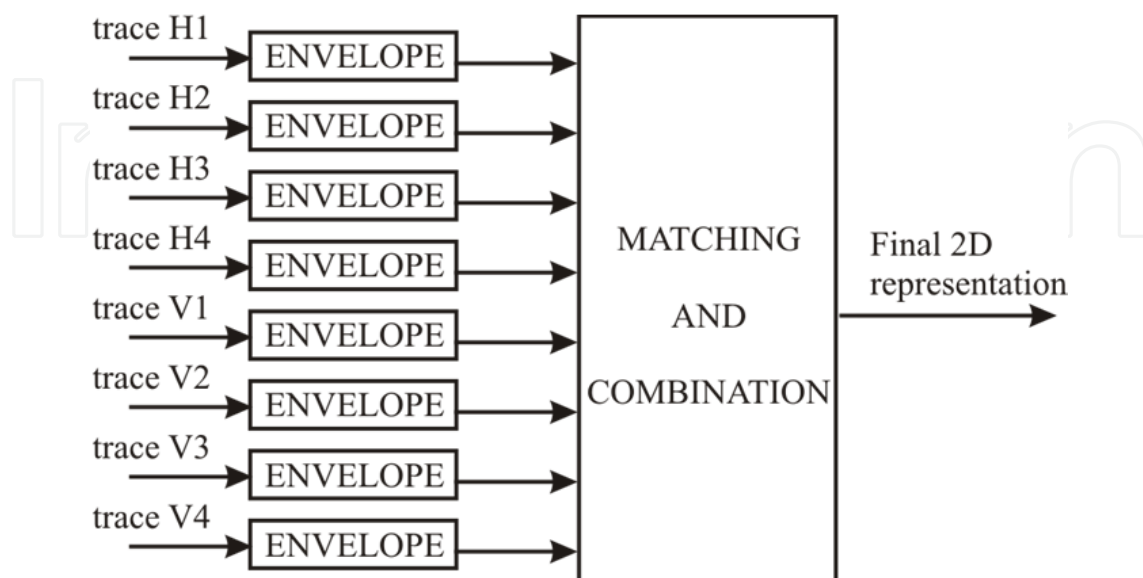 trace H1
ENVELOPE
trace H2
ENVELOPE
trace H3
ENVELOPE
trace H4
ENVELOPE
trace V1
ENVELOPE
trace V2
ENVELOPE
trace V3
ENVELOPE
trace V4
ENVELOPE
MATCHING
AND
COMBINATION
Final 2D
representation